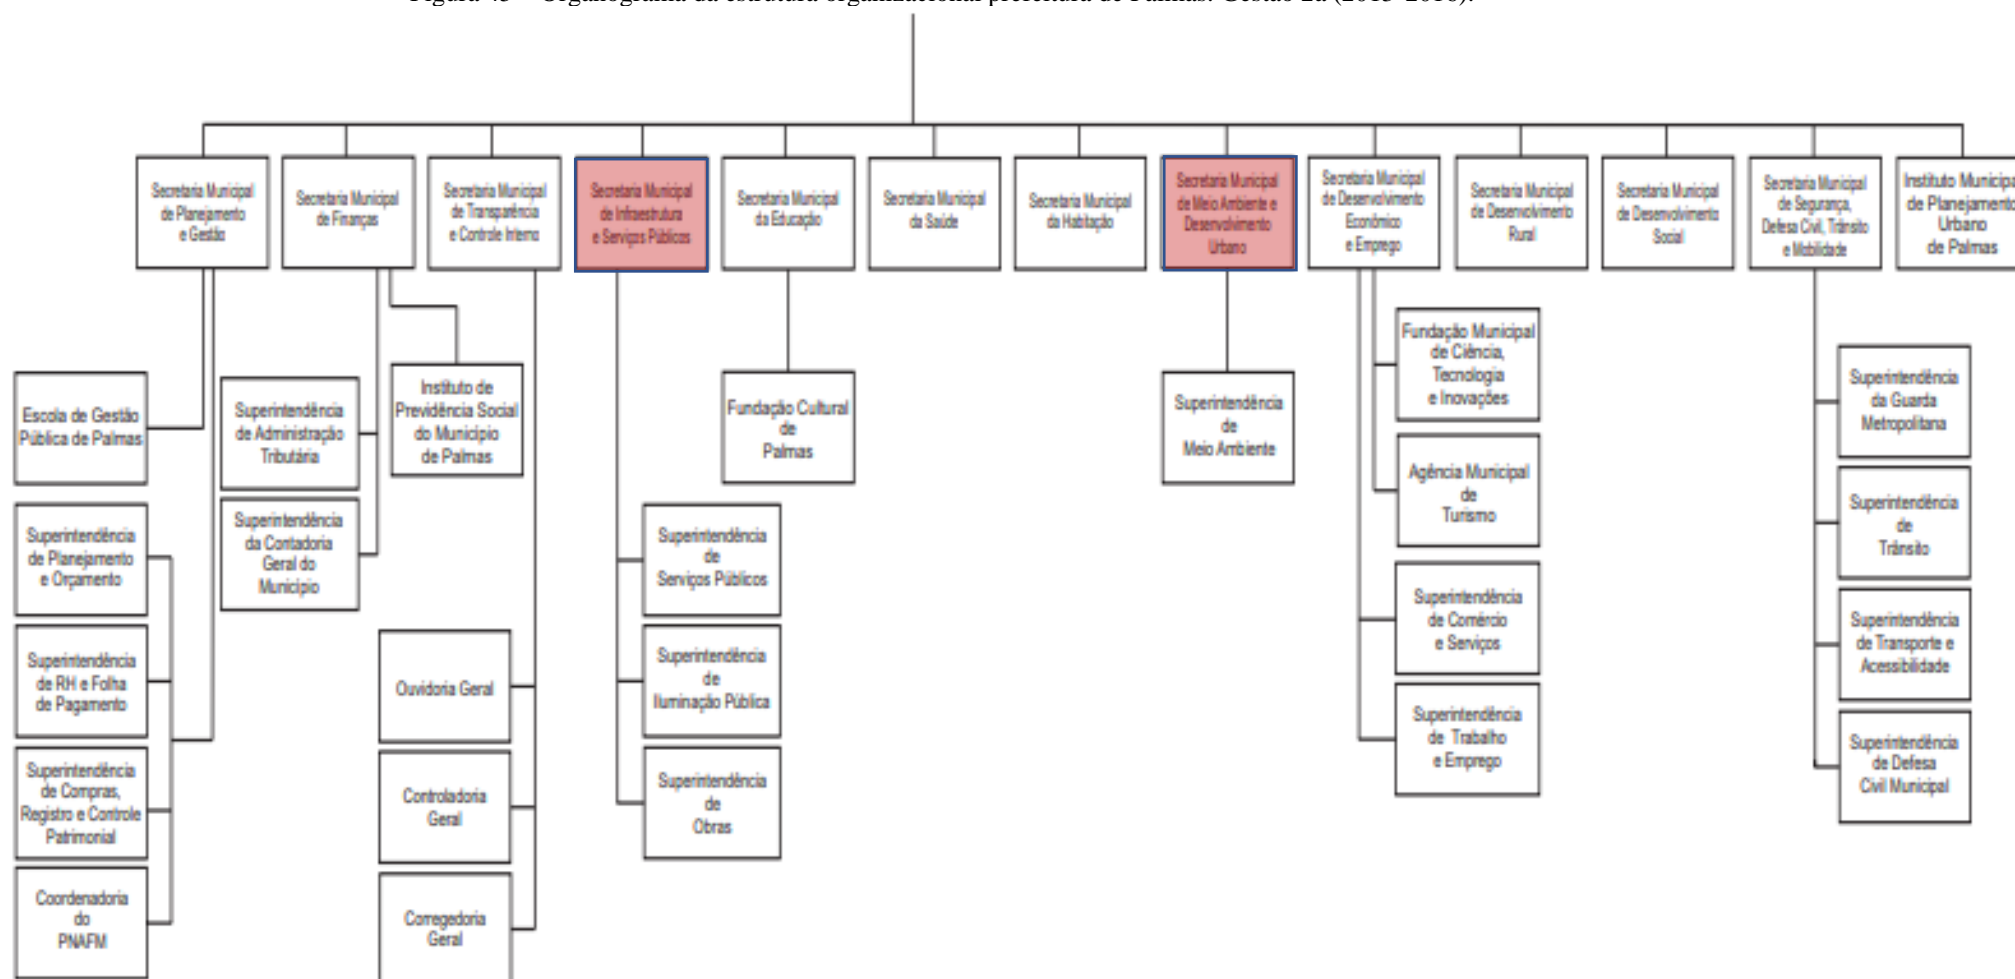 Secretaria Municipal
de Planejamento
e Gestão
Secretaria Municipal
de Finanças
Secretaria Municipal
de Transparência
e Controle Interno
Secretaria Municipal
de Infraestrutura
e Serviços Públicos
Secretaria Municipal
da Educação
Secretaria Municipal
da Saúde
Secretaria Municipal
da Habitação
Secretaria Municipal
de Meio Ambiente e
Desenvolvimento
Urbano
Secretaria Municipal
de Desenvolvimento
Econômico
e Emprego
Secretaria Municipal
de Desenvolvimento
Rural
Secretaria Municipal
de Desenvolvimento
Social
Secretaria Municipal
de Segurança,
Defesa Civil, Trânsito
e Mobilidade
Instituto Municipa
de Planejamento
Urbano
de Palmas
Escola de Gestão
Pública de Palmas
Superintendência
de Planejamento
e Orçamento
Superintendência
de RH e Folha
de Pagamento
Superintendência
de Compras,
Registro e Controle
Patrimonial
Coordenadoria
do
PNAFM
Superintendência
de Administração
Tributária
Superintendência
da Contadoria
Geral do
Município
Instituto de
Previdência Social
do Município
de Palmas
Ouvidoria Geral
Controladoria
Geral
Corregedoria
Geral
Superintendência
de
Serviços Públicos
Superintendência
de
Iluminação Pública
Superintendência
de
Obras
Fundação Cultural
de
Palmas
Superintendência
de
Meio Ambiente
Fundação Municipal
de Ciência,
Tecnologia
e Inovações
Agência Municipal
de
Turismo
Superintendência
de Comércio
e Serviços
Superintendência
de Trabalho
e Emprego
Superintendência
da Guarda
Metropolitana
Superintendência
de
Trânsito
Superintendência
de Transporte e
Acessibilidade
Superintendência
de Defesa
Civil Municipal